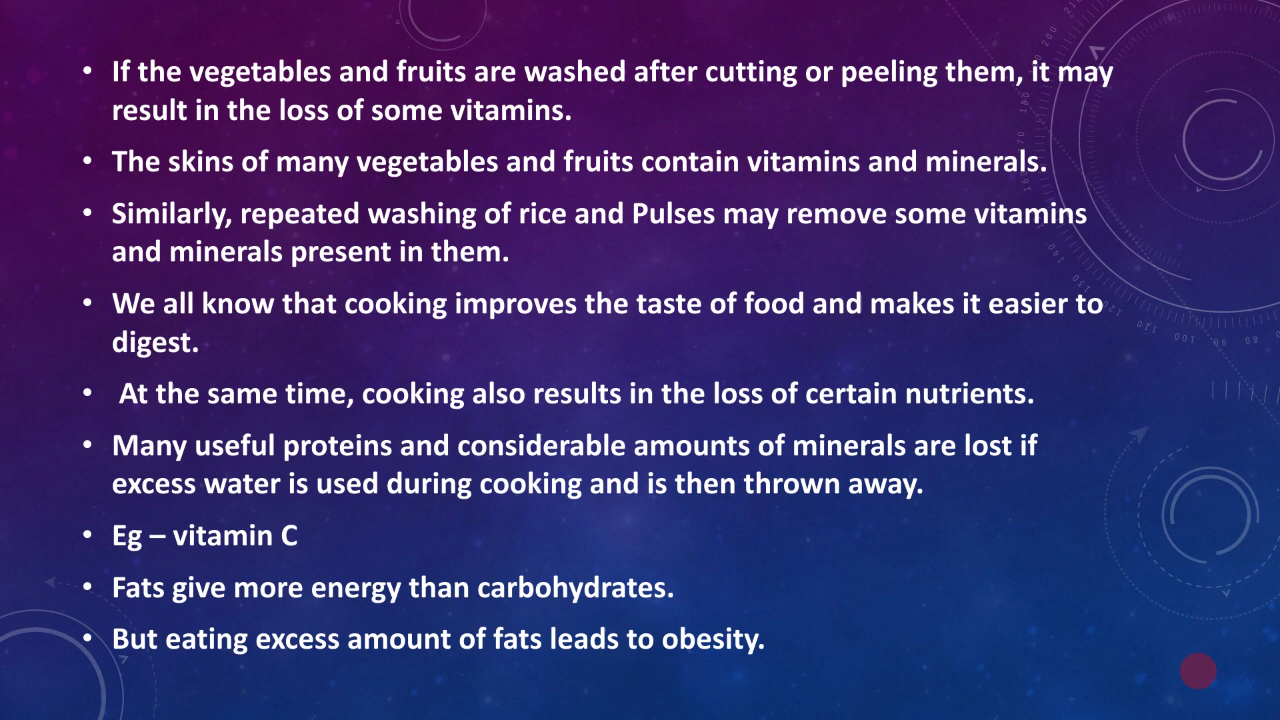 • If the vegetables and fruits are washed after cutting or peeling them, it may
result in the loss of some vitamins.
• The skins of many vegetables and fruits contain vitamins and minerals.
• Similarly, repeated washing of rice and Pulses may remove some vitamins
and minerals present in them.
• We all know that cooking improves the taste of food and makes it easier to
digest.
• At the same time, cooking also results in the loss of certain nutrients.
• Many useful proteins and considerable amounts of minerals are lost if
excess water is used during cooking and is then thrown away.
• Eg – vitamin C
• Fats give more energy than carbohydrates.
• But eating excess amount of fats leads to obesity.